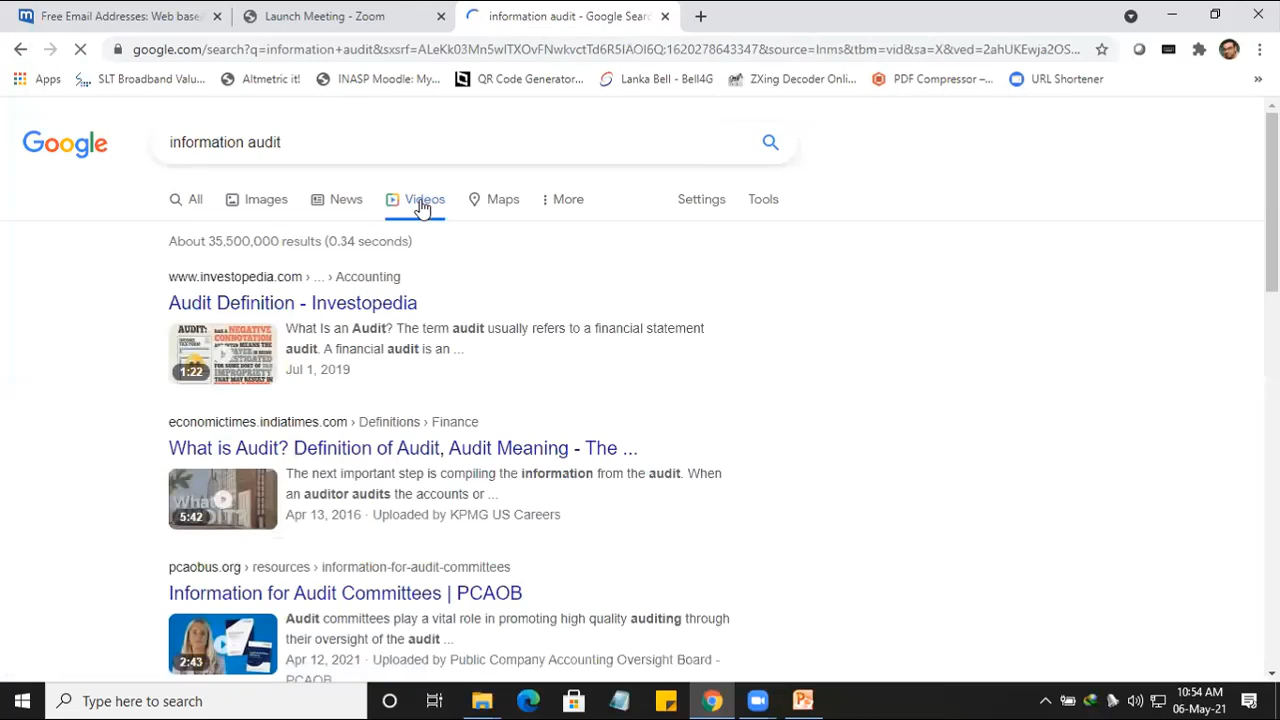 Free Email Addresses: Web base
Launch Meeting - Zoom
information audit - Google Sear
google.com/search?q=information+audit&sxsrf=ALeKk03Mn5wITXOvFNwkvctTd6R5IAOI6Q:1620278643347&source=lnms&tbm=vid&sa=X&ved=2ahUKEwja2OS...
Apps
SLT Broadband Valu...
Altmetric it!
INASP Moodle: My...
QR Code Generator...
Lanka Bell - Bell4G
ZXing Decoder Onli...
PDF Compressor –...
URL Shortener
»
Google
information audit
All
Images
News
Videos
Maps
More
Settings
Tools
About 35,500,000 results (0.34 seconds)
www.investopedia.com › ... › Accounting
Audit Definition - Investopedia
What Is an Audit? The term audit usually refers to a financial statement
audit. A financial audit is an ...
Jul 1, 2019
AUDIT:
1:22
economictimes.indiatimes.com › Definitions › Finance
What is Audit? Definition of Audit, Audit Meaning - The ...
The next important step is compiling the information from the audit. When
an auditor audits the accounts or ...
Apr 13, 2016 · Uploaded by KPMG US Careers
5:42
pcaobus.org › resources › information-for-audit-committees
Information for Audit Committees | PCAOB
Audit committees play a vital role in promoting high quality auditing through
their oversight of the audit ...
Apr 12, 2021 · Uploaded by Public Company Accounting Oversight Board -
PCAOB
2:43
Type here to search
10:54 AM
06-May-21